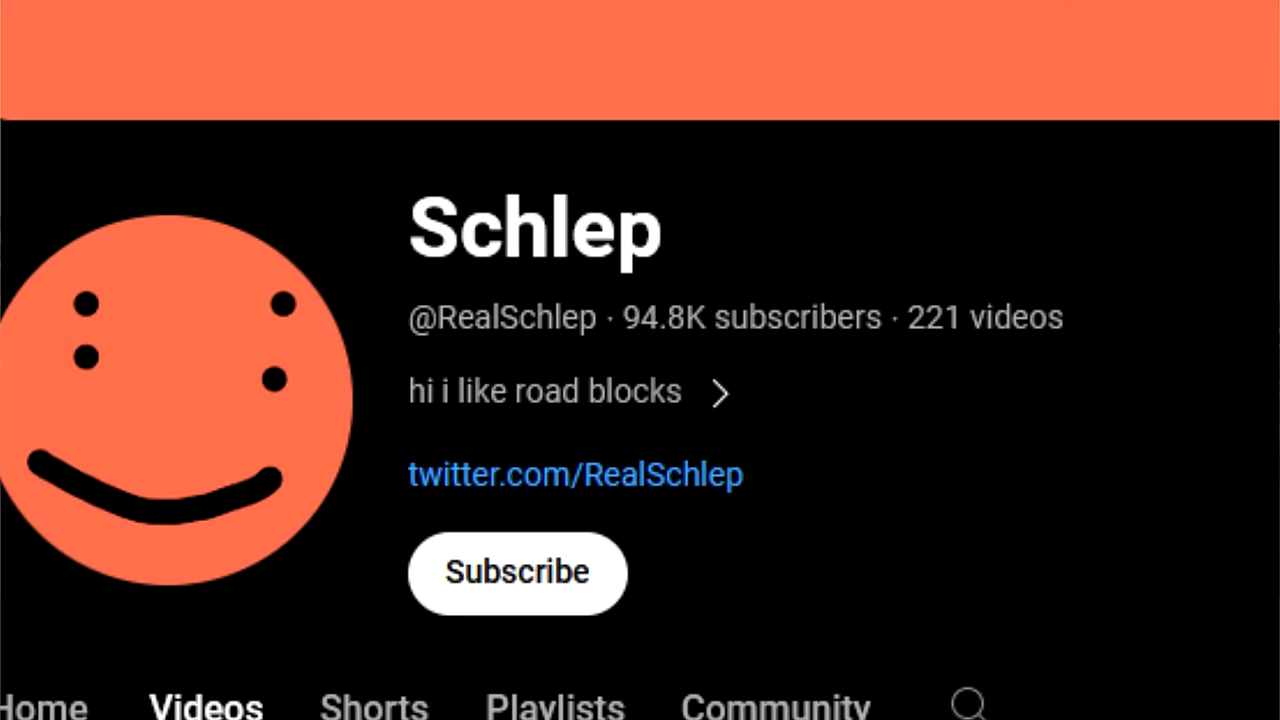 Schlep
@RealSchlep · 94.8K subscribers · 221 videos
hi i like road blocks
twitter.com/RealSchlep
Subscribe
Home Videos Shorts Playlists Community